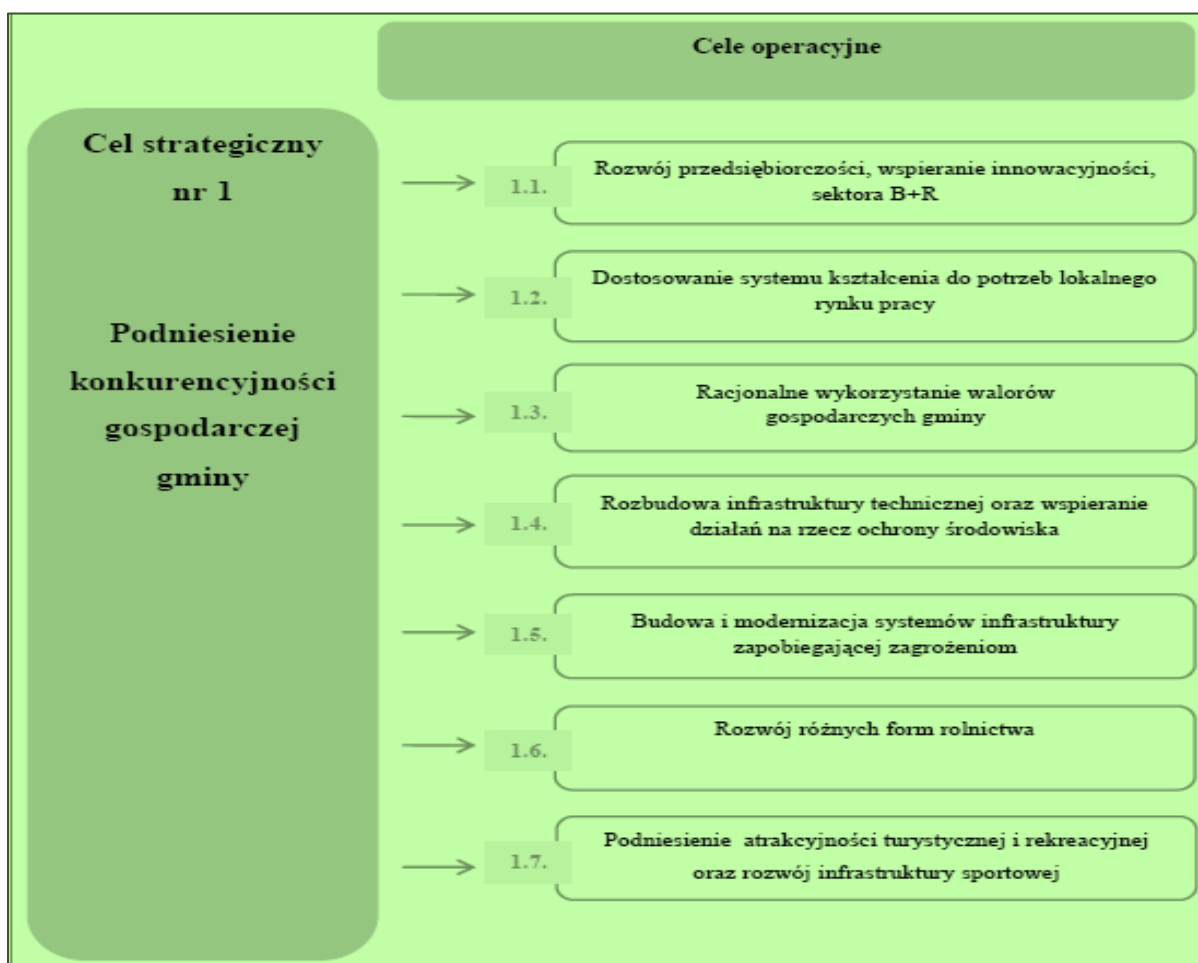 Cele operacyjne
Cel strategiczny
nr 1
Podniesienie
konkurencyjności
gospodarczej
gminy
1.1.
Rozwój przedsiębiorczości, wspieranie innowacyjności,
sektora B+R
1.2.
Dostosowanie systemu kształcenia do potrzeb lokalnego
rynku pracy
1.3.
Racjonalne wykorzystanie walorów
gospodarczych gminy
1.4.
Rozbudowa infrastruktury technicznej oraz wspieranie
działań na rzecz ochrony środowiska
1.5.
Budowa i modernizacja systemów infrastruktury
zapobiegającej zagrożeniom
1.6.
Rozwój różnych form rolnictwa
1.7.
Podniesienie atrakcyjności turystycznej i rekreacyjnej
oraz rozwój infrastruktury sportowej